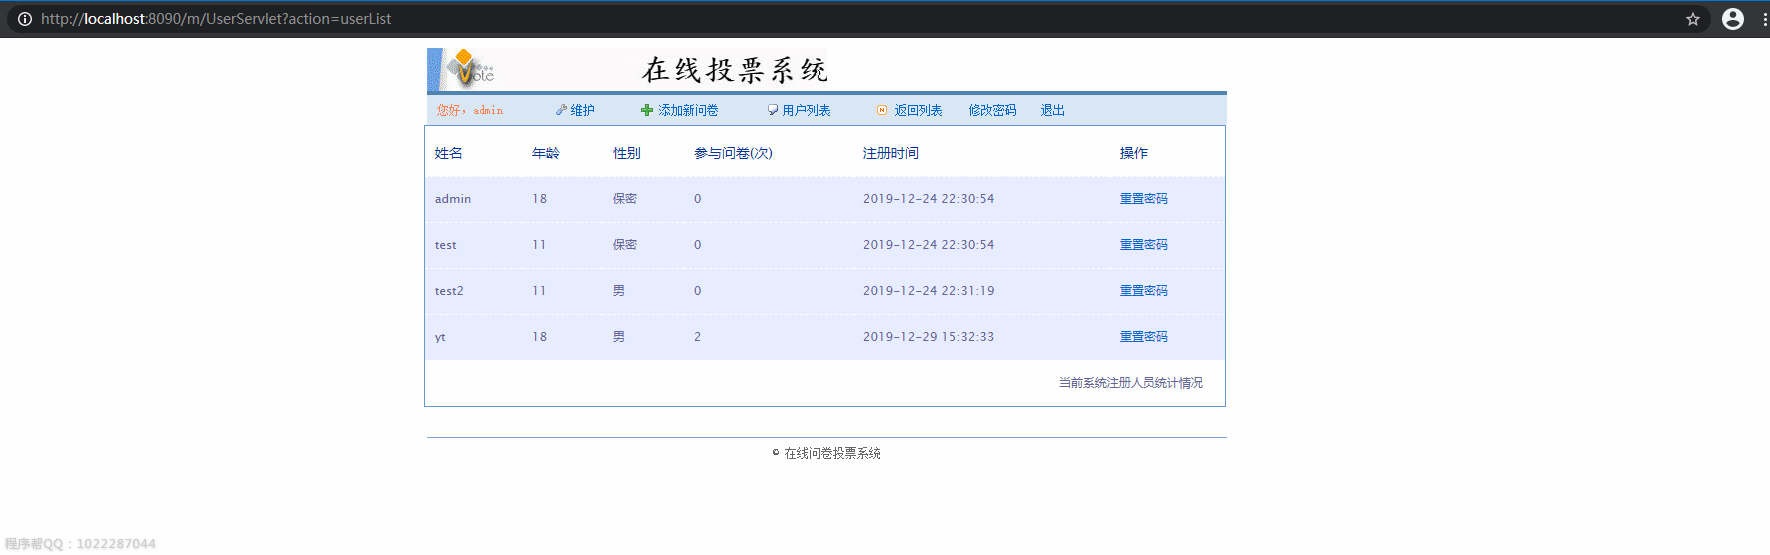 http://localhost:8090/m/UserServlet?action=userList
Vote 在线投票系统
您好，admin 维护 添加新问卷 用户列表 返回列表 修改密码 退出
姓名 年龄 性别 参与问卷(次) 注册时间 操作
admin 18 保密 0 2019-12-24 22:30:54 重置密码
test 11 保密 0 2019-12-24 22:30:54 重置密码
test2 11 男 0 2019-12-24 22:31:19 重置密码
yt 18 男 2 2019-12-29 15:32:33 重置密码
当前系统注册人员统计情况
© 在线问卷投票系统
程序帮QQ：1022287044